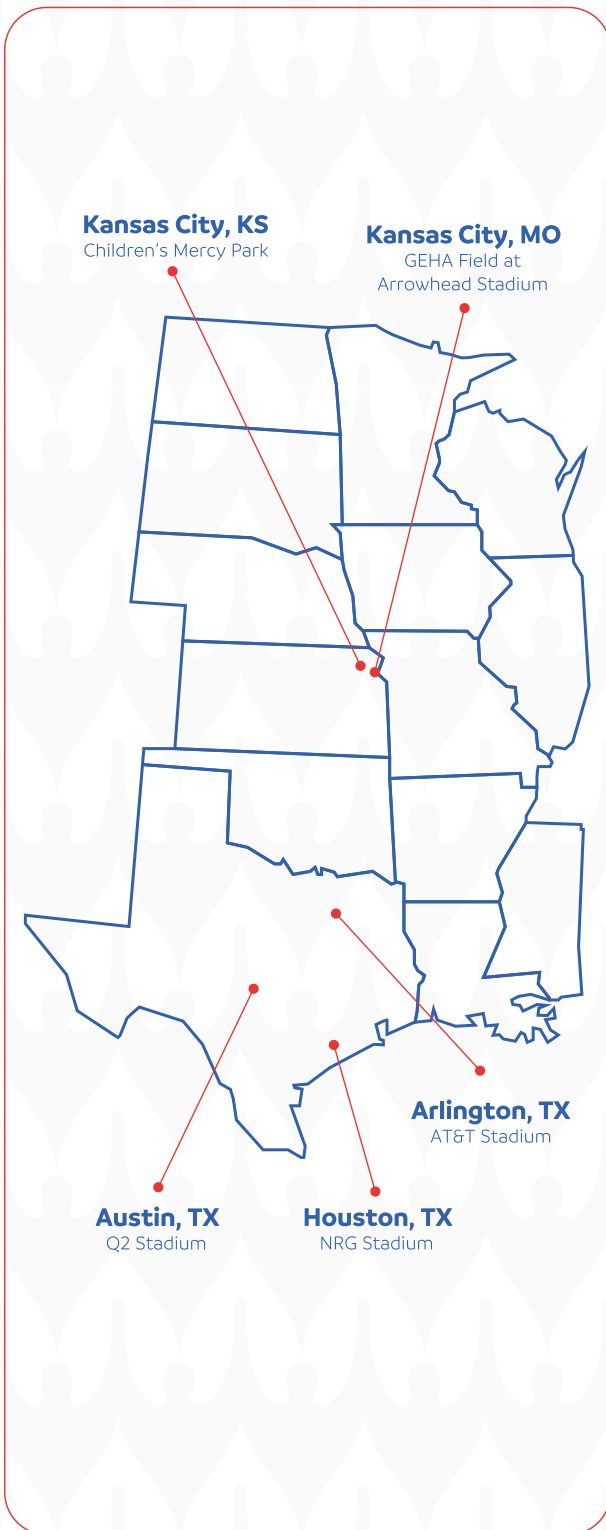 Kansas City, KS
Children's Mercy Park
Kansas City, MO
GEHA Field at
Arrowhead Stadium
Arlington, TX
AT&T Stadium
Austin, TX
Q2 Stadium
Houston, TX
NRG Stadium